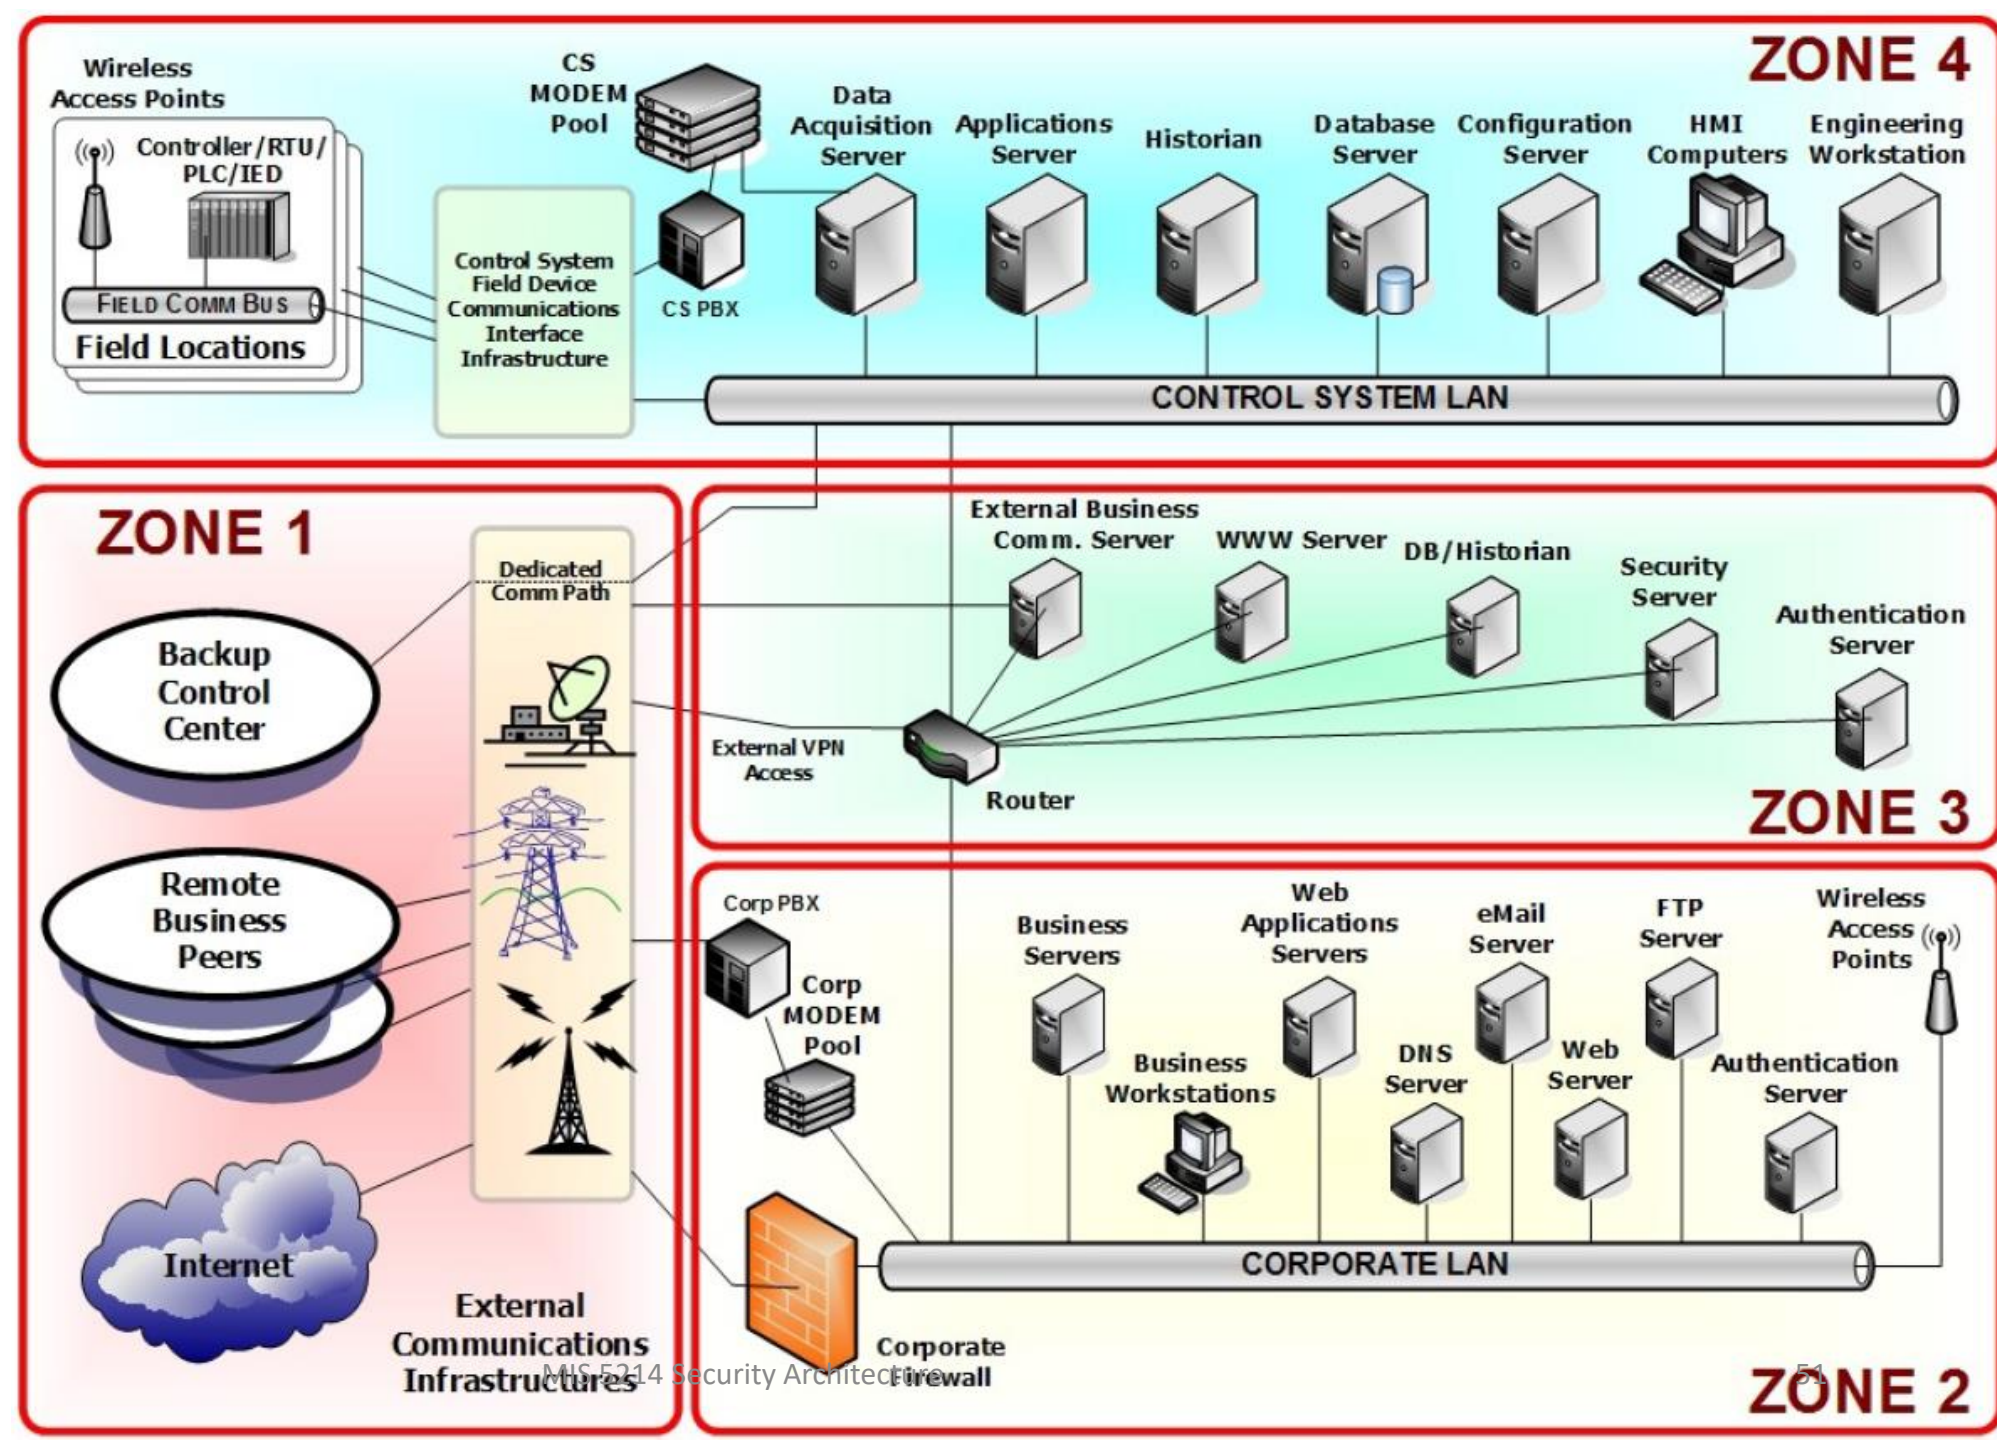 ZONE 4
Wireless
Access Points
Controller/RTU/
PLC/IED
FIELD COMM BUS
Field Locations
Control System
Field Device
Communications
Interface
Infrastructure
CS
MODEM
Pool
CS PBX
Data
Acquisition
Server
Applications
Server
Historian
Database
Server
Configuration
Server
HMI
Computers
Engineering
Workstation
CONTROL SYSTEM LAN
ZONE 1
Dedicated
Comm Path
Backup
Control
Center
Remote
Business
Peers
Internet
External
Communications
Infrastructures
External Business
Comm. Server
WWW Server
DB/Historian
Security
Server
Authentication
Server
External VPN
Access
Router
ZONE 3
Corp PBX
Corp
MODEM
Pool
Business
Servers
Business
Workstations
Web
Applications
Servers
DNS
Server
eMail
Server
Web
Server
FTP
Server
Authentication
Server
Wireless
Access
Points
CORPORATE LAN
Corporate
Firewall
ZONE 2
MIS 5214 Security Architecture
51